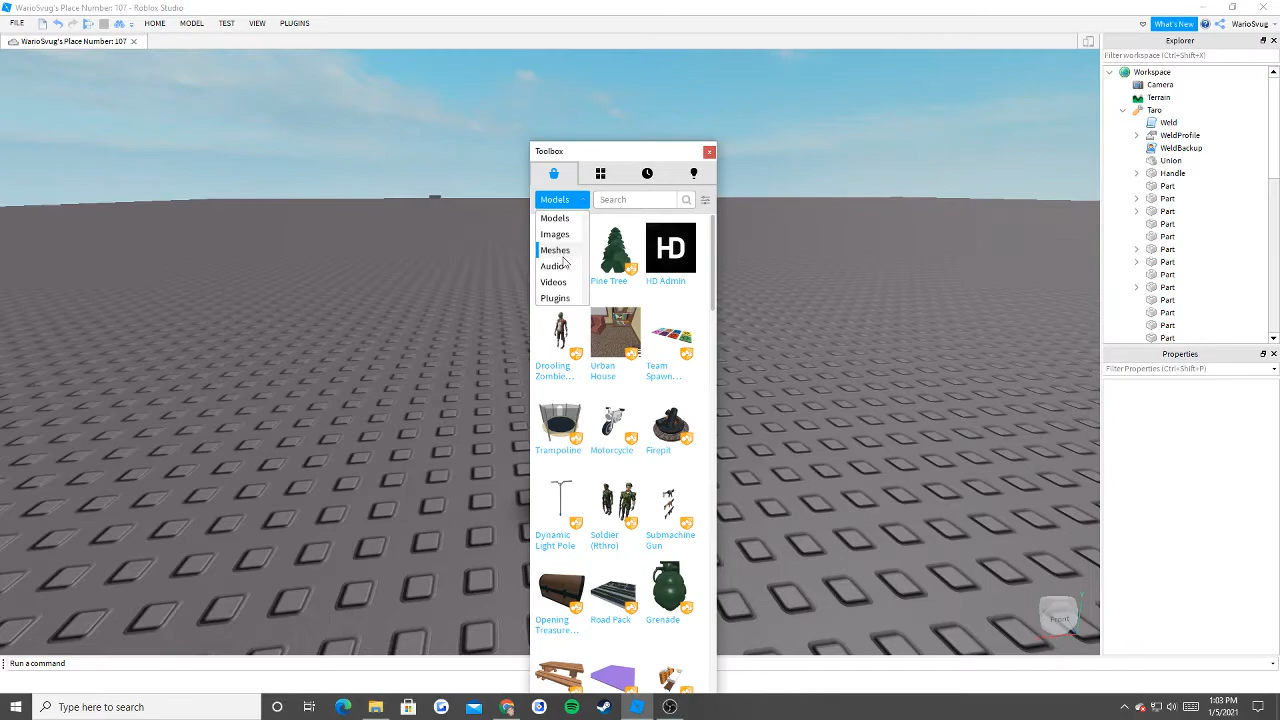 WarioSvug's Place Number: 107 - Roblox Studio
FILE HOME MODEL TEST VIEW PLUGINS What's New WarioSvug
WarioSvug's Place Number: 107
Explorer
Filter workspace (Ctrl+Shift+X)
Workspace
Camera
Terrain
Taro
Weld
WeldProfile
WeldBackup
Union
Handle
Part
Part
Part
Part
Part
Part
Part
Part
Part
Part
Part
Part
Part
Properties
Filter Properties (Ctrl+Shift+P)
Toolbox
Models Search
Models
Images
Meshes
Audio
Videos
Plugins
HD
Pine Tree HD Admin
Drooling Zombie... Urban House Team Spawn...
Trampoline Motorcycle Firepit
Dynamic Light Pole Soldier (Rthro) Submachine Gun
Opening Treasure... Road Pack Grenade
Front
Y
Run a command
Type here to search
1:03 PM
1/5/2021